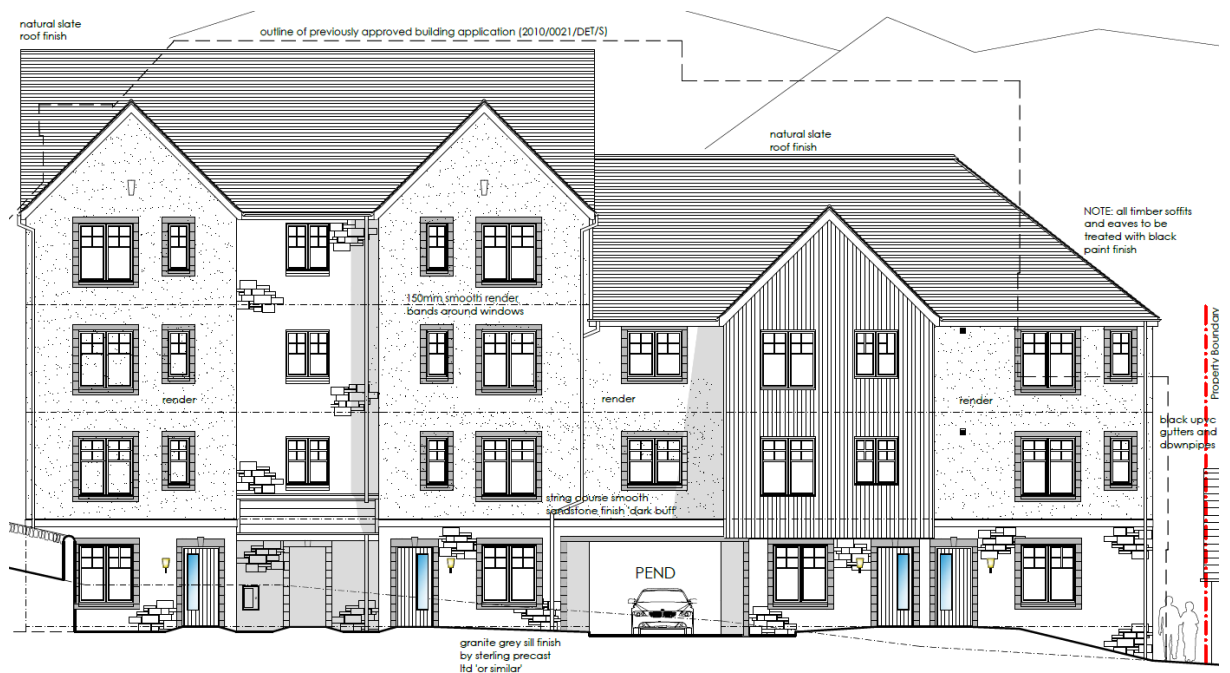 natural slate
roof finish
outline of previously approved building application (2010/0021/DET/S)
natural slate
roof finish
NOTE: all timber soffits
and eaves to be
treated with black
paint finish
150mm smooth render
bands around windows
Property Boundary
render
render
render
black upvc
gutters and
downpipes
string course smooth
sandstone finish 'dark buff'
PEND
granite grey sill finish
by sterling precast
ltd 'or similar'